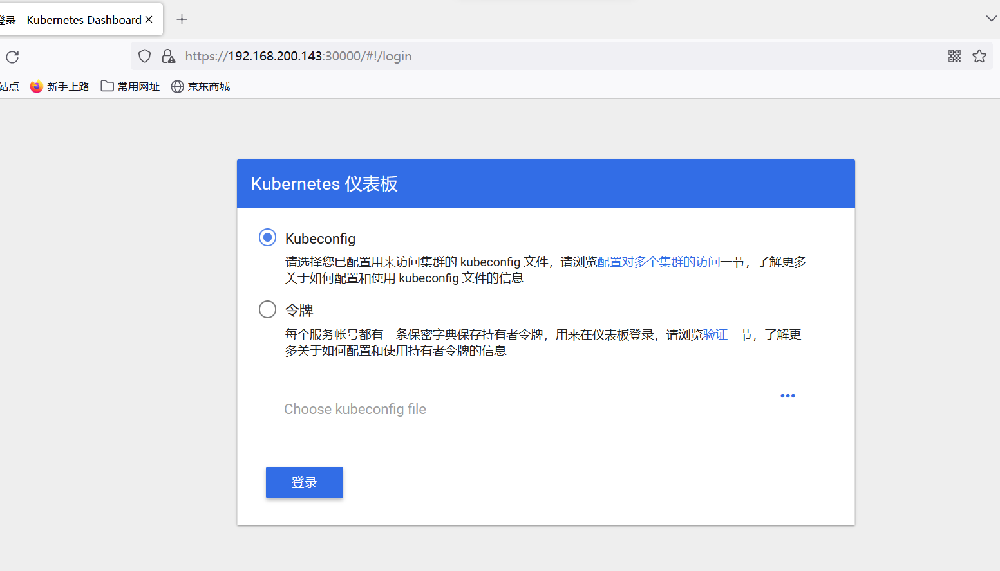 登录 - Kubernetes Dashboard
https://192.168.200.143:30000/#!/login
站点 新手上路 常用网址 京东商城
Kubernetes 仪表板
Kubeconfig
请选择您已配置用来访问集群的 kubeconfig 文件，请浏览配置对多个集群的访问一节，了解更多
关于如何配置和使用 kubeconfig 文件的信息
令牌
每个服务帐号都有一条保密字典保存持有者令牌，用来在仪表板登录，请浏览验证一节，了解更
多关于如何配置和使用持有者令牌的信息
Choose kubeconfig file
登录